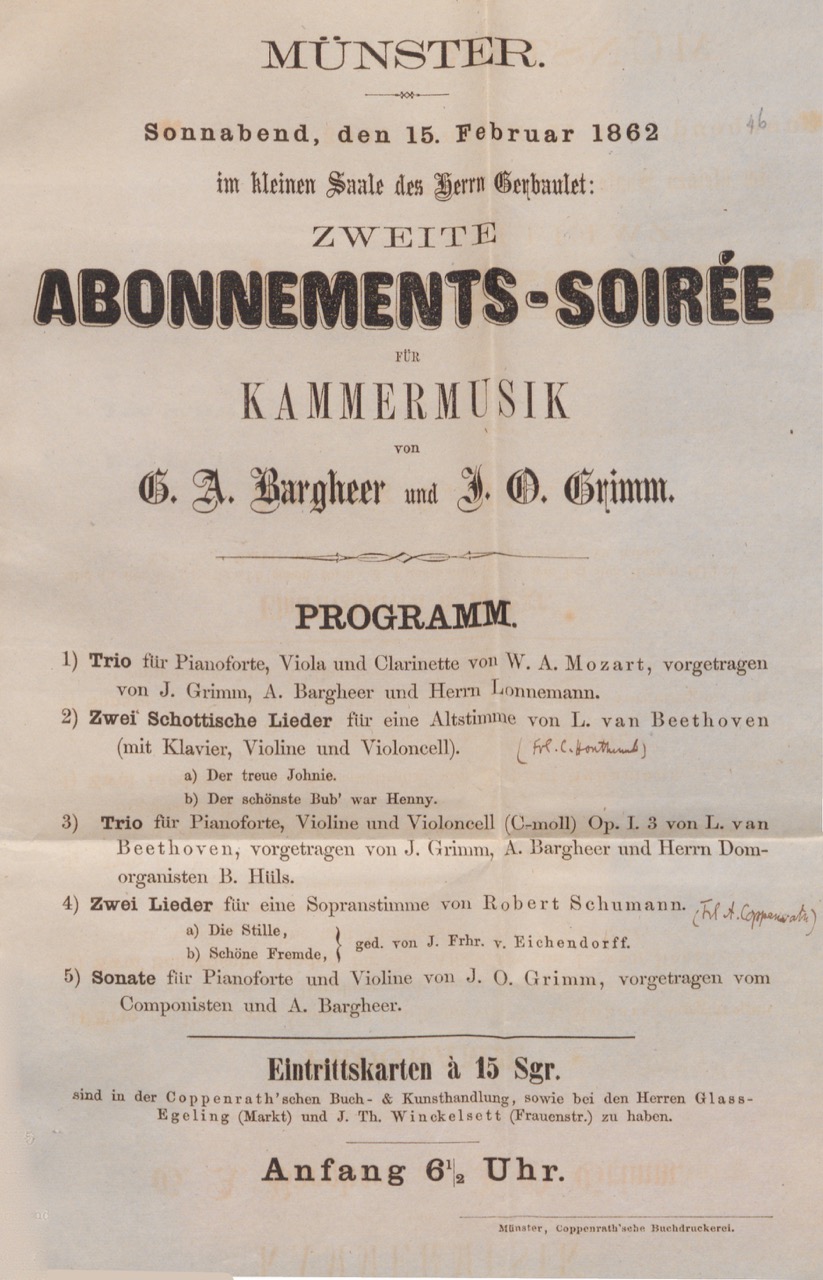 MÜNSTER.
Sonnabend, den 15. Februar 1862
46
im kleinen Saale des Herrn Gerbaulet:
ZWEITE
ABONNEMENTS-SOIRÉE
FÜR
KAMMERMUSIK
von
G. A. Bargheer und J. O. Grimm.
PROGRAMM.
1) Trio für Pianoforte, Viola und Clarinette von W. A. Mozart, vorgetragen
von J. Grimm, A. Bargheer und Herrn Lonnemann.
2) Zwei Schottische Lieder für eine Altstimme von L. van Beethoven
(mit Klavier, Violine und Violoncell). (Frl. C.
a) Der treue Johnie.
b) Der schönste Bub' war Henny.
3) Trio für Pianoforte, Violine und Violoncell (C-moll) Op. I. 3 von L. van
Beethoven, vorgetragen von J. Grimm, A. Bargheer und Herrn Dom-
organisten B. Hüls.
4) Zwei Lieder für eine Sopranstimme von Robert Schumann. (Frl A. Coppenrath)
a) Die Stille,
b) Schöne Fremde, } ged. von J. Frhr. v. Eichendorff.
5) Sonate für Pianoforte und Violine von J. O. Grimm, vorgetragen vom
Componisten und A. Bargheer.
Eintrittskarten à 15 Sgr.
sind in der Coppenrath'schen Buch- & Kunsthandlung, sowie bei den Herren Glass-
Egeling (Markt) und J. Th. Winckelsett (Frauenstr.) zu haben.
Anfang 6 1/2 Uhr.
Münster, Coppenrath'sche Buchdruckerei.